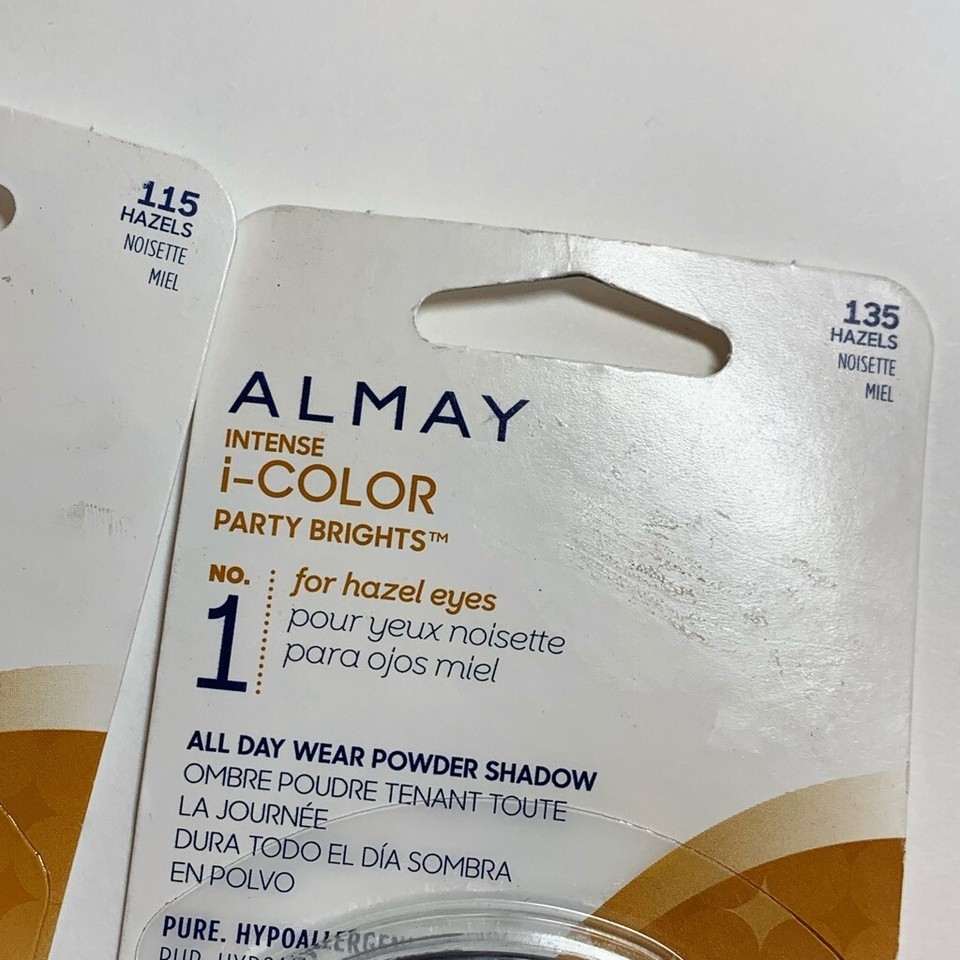 115
HAZELS
NOISETTE
MIEL
135
HAZELS
NOISETTE
MIEL
ALMAY
INTENSE
i-COLOR
PARTY BRIGHTS™
NO.
1
for hazel eyes
pour yeux noisette
para ojos miel
ALL DAY WEAR POWDER SHADOW
OMBRE POUDRE TENANT TOUTE
LA JOURNÉE
DURA TODO EL DÍA SOMBRA
EN POLVO
PURE. HYPOALLERGENI